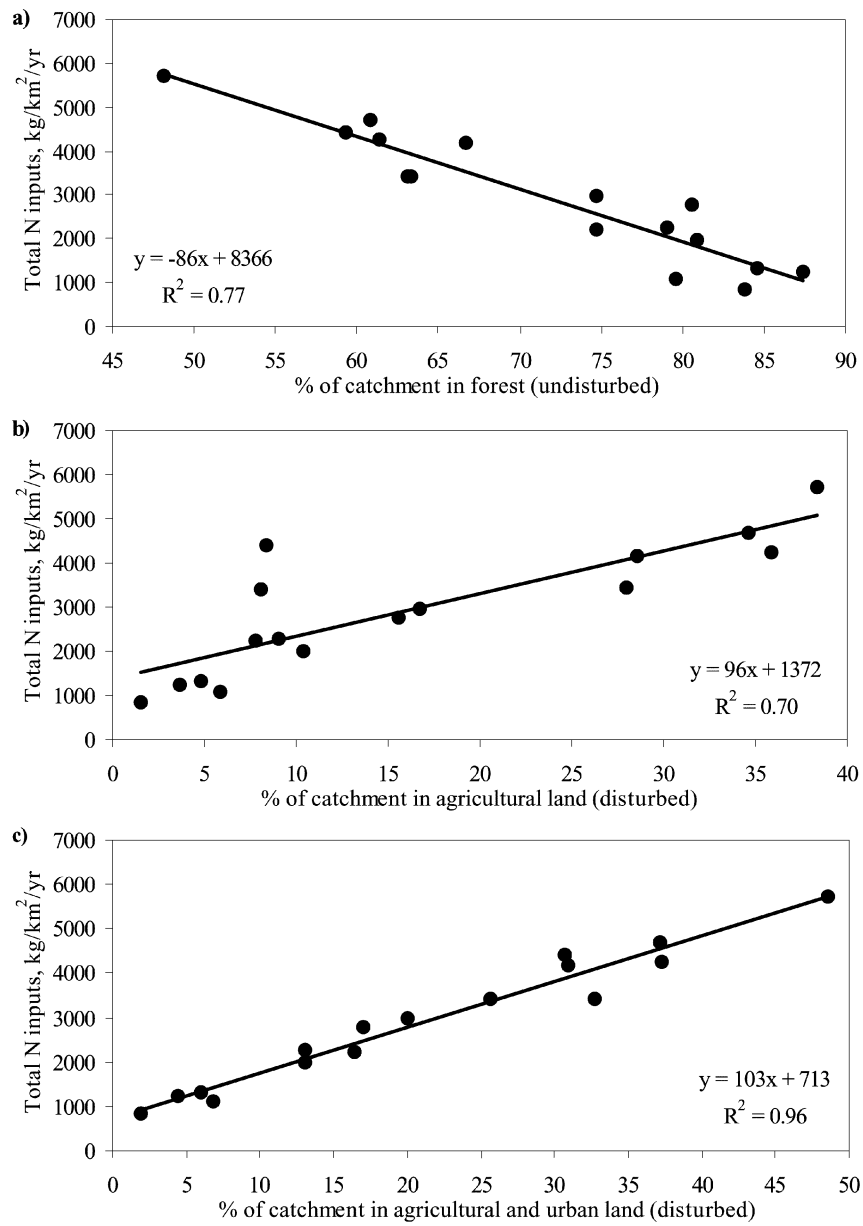 a)
7000
6000
5000
4000
3000
2000
1000
0
Total N inputs, kg/km²/yr
y = -86x + 8366
R² = 0.77
45 50 55 60 65 70 75 80 85 90
% of catchment in forest (undisturbed)
b)
7000
6000
5000
4000
3000
2000
1000
0
Total N inputs, kg/km²/yr
y = 96x + 1372
R² = 0.70
0 5 10 15 20 25 30 35 40
% of catchment in agricultural land (disturbed)
c)
7000
6000
5000
4000
3000
2000
1000
0
Total N inputs, kg/km²/yr
y = 103x + 713
R² = 0.96
0 5 10 15 20 25 30 35 40 45 50
% of catchment in agricultural and urban land (disturbed)